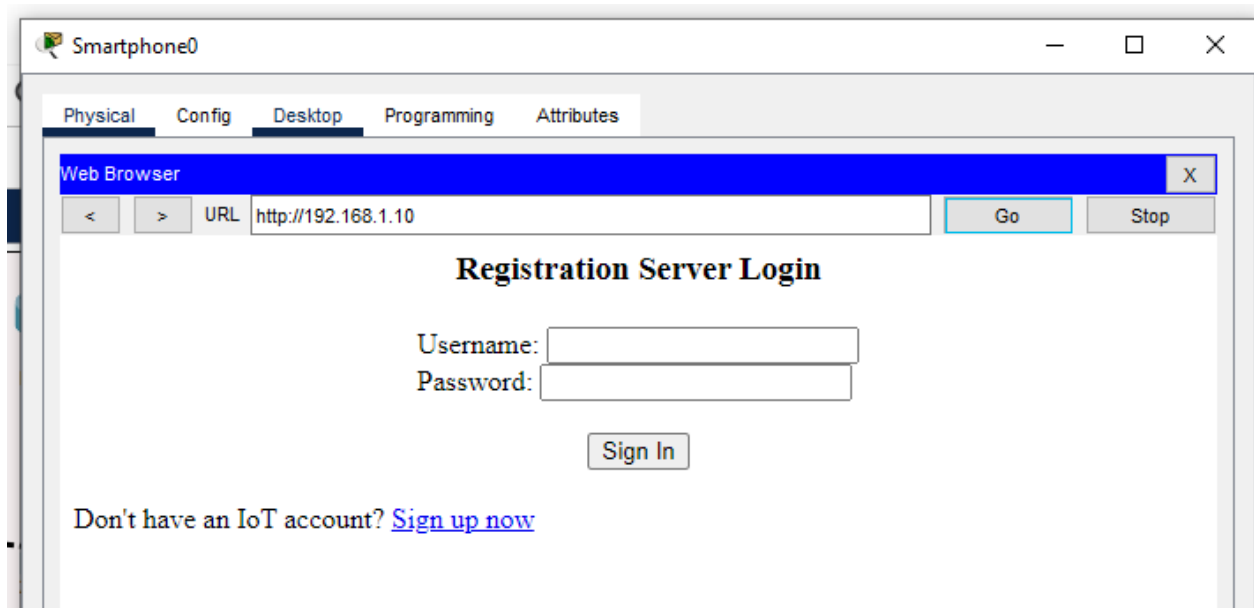 Smartphone0
Physical Config Desktop Programming Attributes
Web Browser X
< > URL http://192.168.1.10 Go Stop
Registration Server Login
Username:
Password:
Sign In
Don't have an IoT account? Sign up now